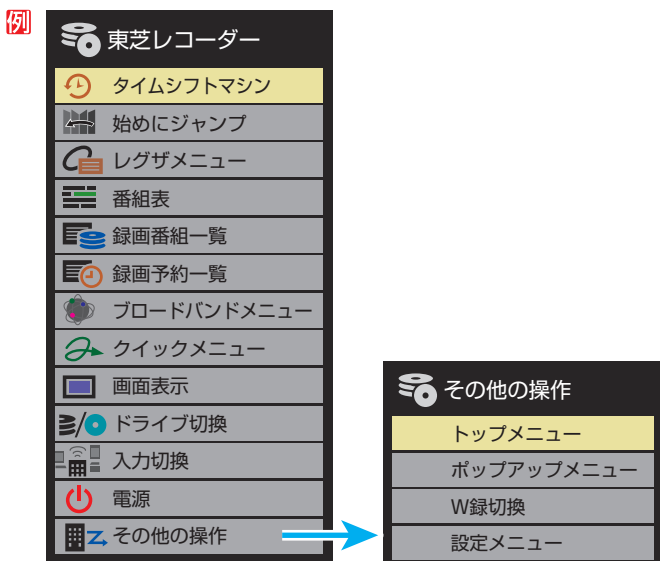 例
東芝レコーダー
タイムシフトマシン
始めにジャンプ
レグザメニュー
番組表
録画番組一覧
録画予約一覧
ブロードバンドメニュー
クイックメニュー
画面表示
ドライブ切換
入力切換
電源
その他の操作
その他の操作
トップメニュー
ポップアップメニュー
W録切換
設定メニュー